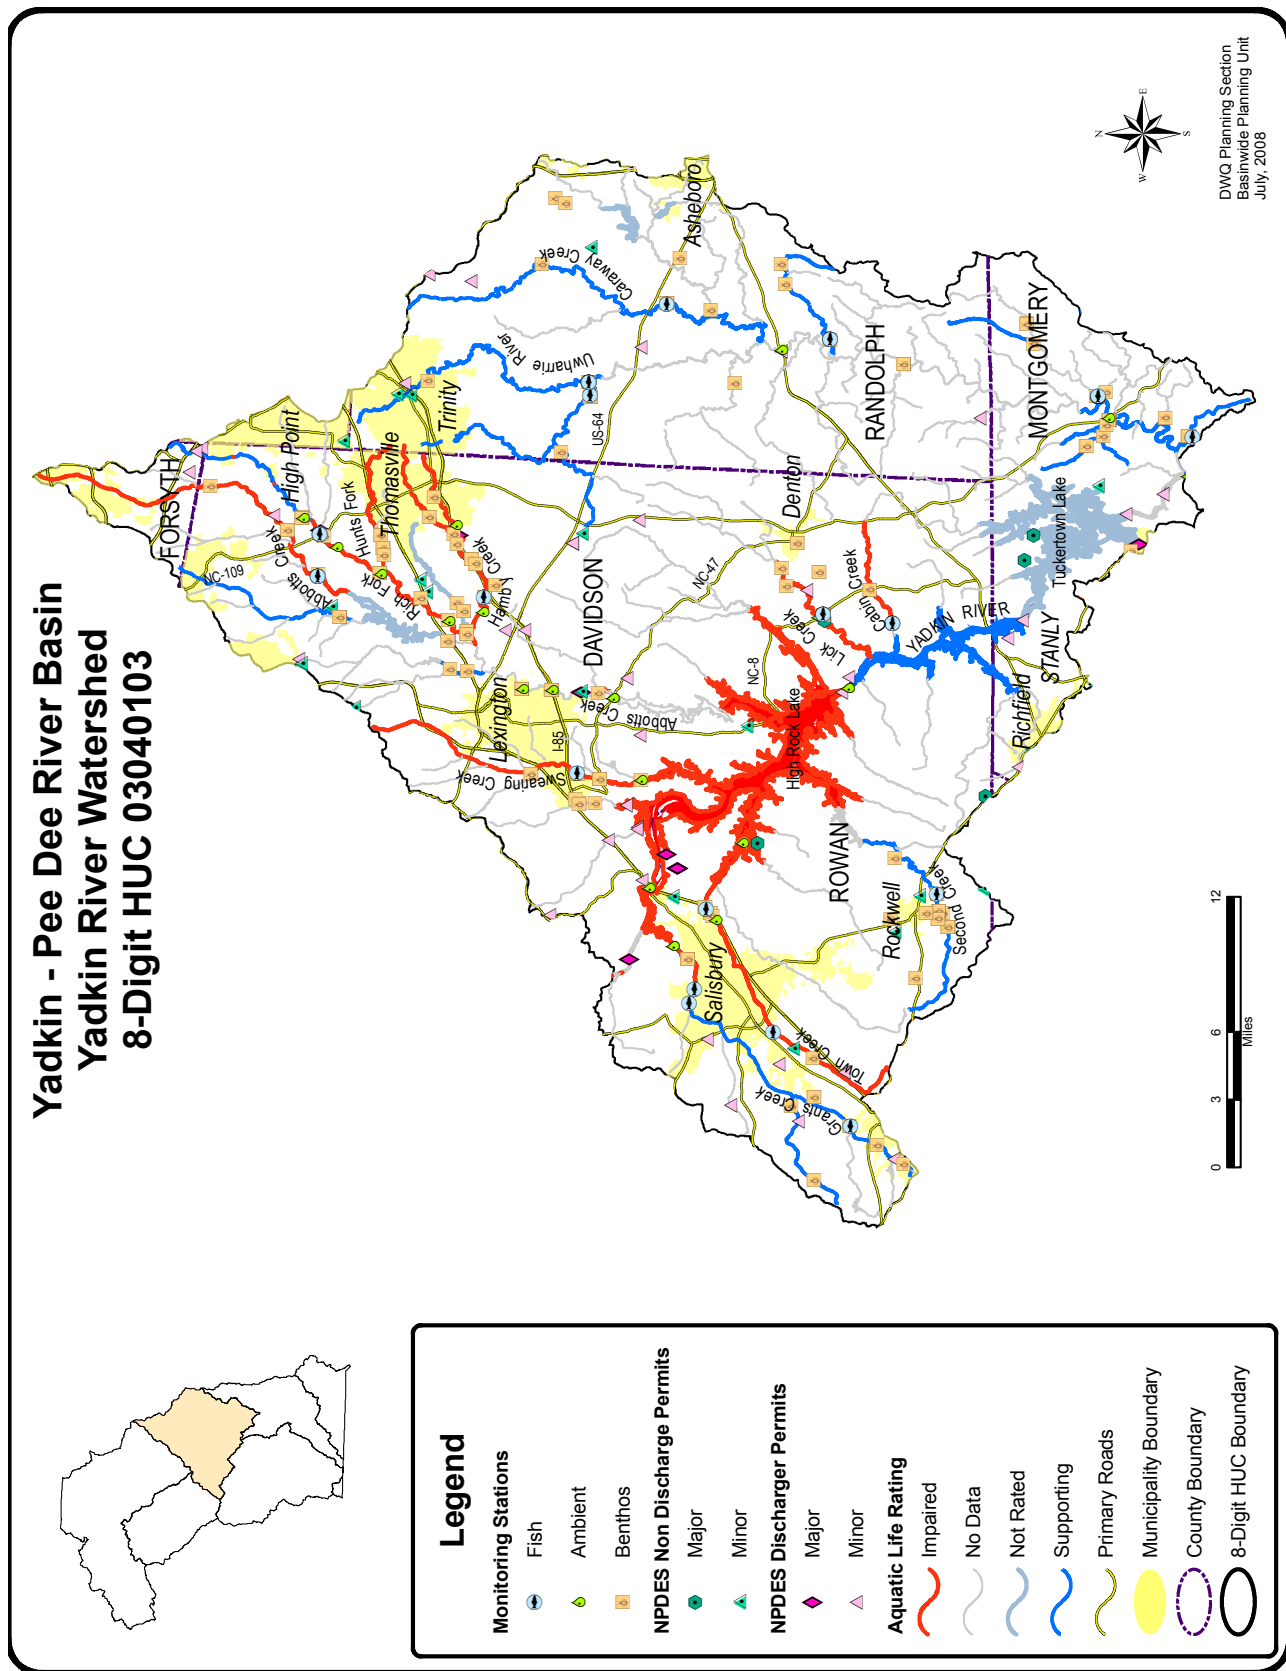 Yadkin - Pee Dee River Basin
Yadkin River Watershed
8-Digit HUC 03040103
FORSYTH
High Point
NC-109
Abbotts Creek
Hunts Fork
Thomasville
Trinity
Rich Fork
Abbotts
Hamby Creek
Uwharrie River
Caraway Creek
Asheboro
US-64
Lexington
I-85
DAVIDSON
Swearing Creek
Abbotts Creek
NC-47
NC-8
Denton
RANDOLPH
High Rock Lake
Lick Creek
Cabin Creek
YADKIN RIVER
Tuckertown Lake
MONTGOMERY
STANLY
Richfield
ROWAN
Rockwell
Second Creek
Salisbury
Town Creek
Grants Creek
N
E
S
W
0 3 6 12
Miles
DWQ Planning Section
Basinwide Planning Unit
July, 2008
Legend
Monitoring Stations
Fish
Ambient
Benthos
NPDES Non Discharge Permits
Major
Minor
NPDES Discharger Permits
Major
Minor
Aquatic Life Rating
Impaired
No Data
Not Rated
Supporting
Primary Roads
Municipality Boundary
County Boundary
8-Digit HUC Boundary